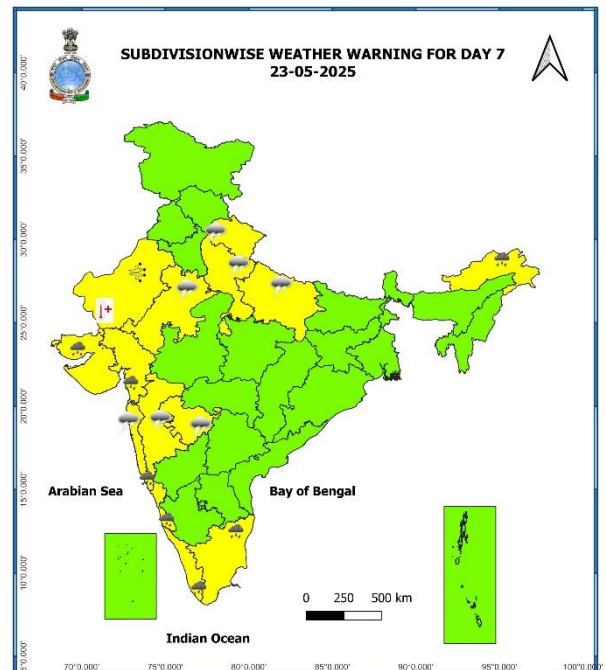 SUBDIVISIONWISE WEATHER WARNING FOR DAY 7
23-05-2025
40°0.000'
35°0.000'
30°0.000'
25°0.000'
20°0.000'
15°0.000'
10°0.000'
5°0.000'
Arabian Sea
Bay of Bengal
0 250 500 km
Indian Ocean
70°0.000' 75°0.000' 80°0.000' 85°0.000' 90°0.000' 95°0.000' 100°0.000'